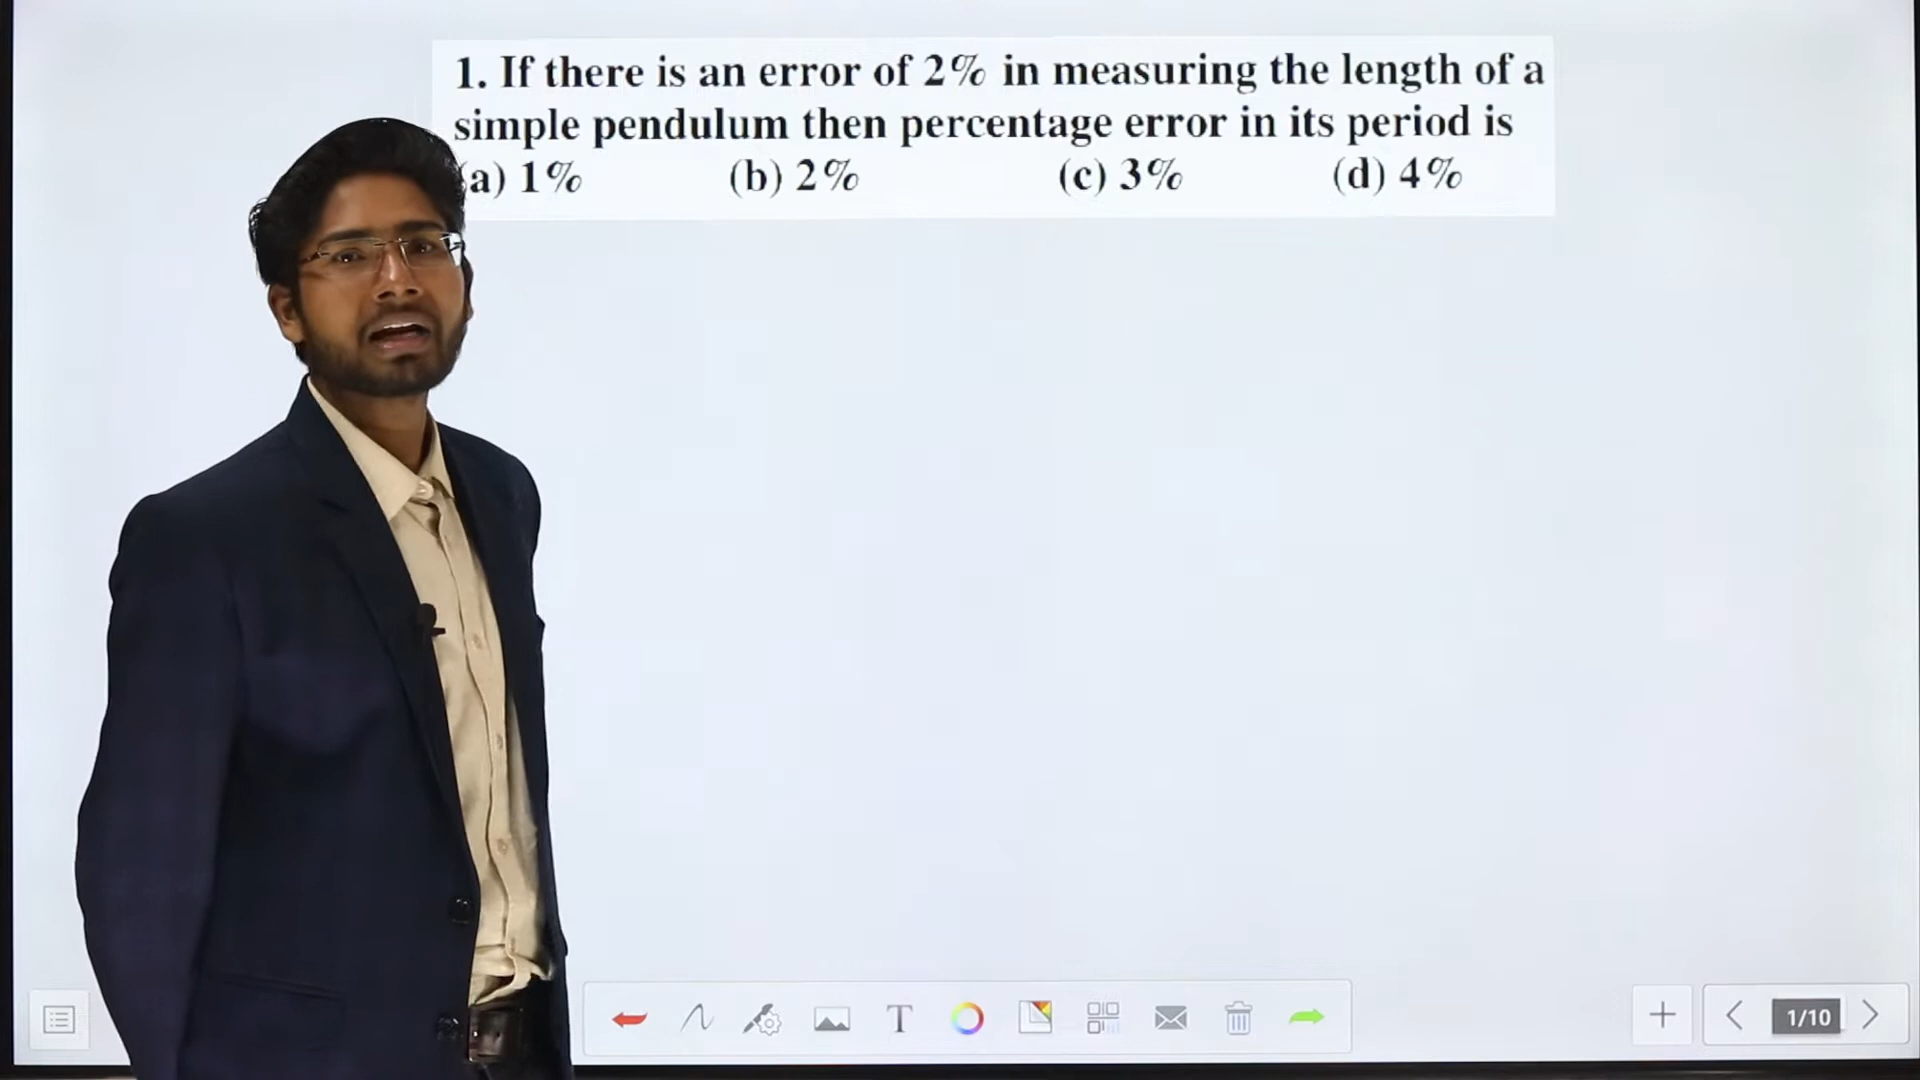 1. If there is an error of 2% in measuring the length of a
simple pendulum then percentage error in its period is
(a) 1% (b) 2% (c) 3% (d) 4%
T
1/10